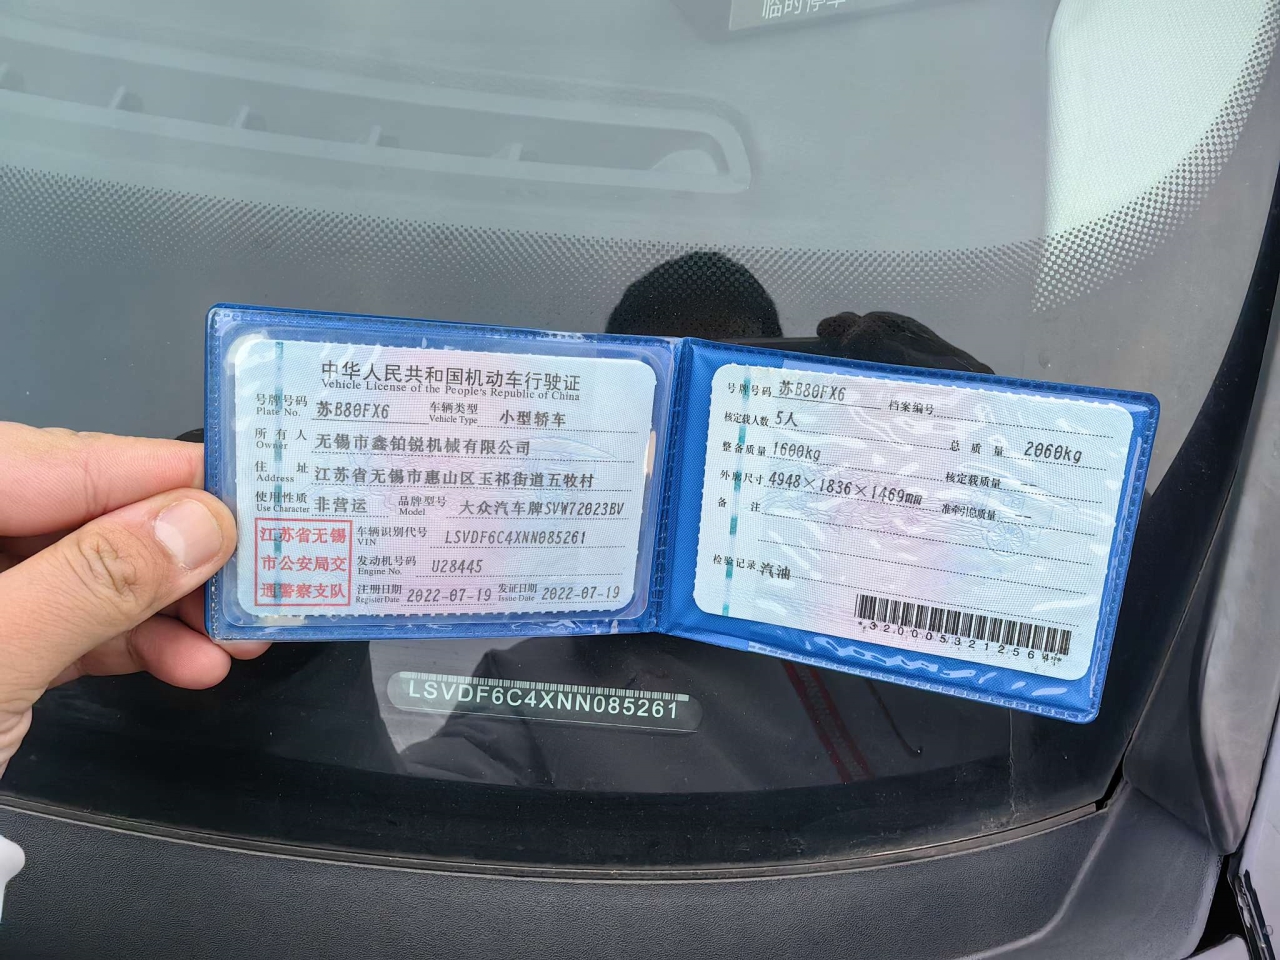 临时停车
中华人民共和国机动车行驶证
Vehicle License of the People's Republic of China
号牌号码 苏B80FX6 车辆类型 小型轿车
Plate No. Vehicle Type
所有人 无锡市鑫铂锐机械有限公司
Owner
住址 江苏省无锡市惠山区玉祁街道五牧村
Address
使用性质 非营运 品牌型号 大众汽车牌SVW72023BV
Use Character Model
江苏省无锡
市公安局交
通警察支队
车辆识别代号 LSVDF6C4XNN085261
VIN
发动机号码 U28445
Engine No.
注册日期 2022-07-19 发证日期 2022-07-19
Register Date Issue Date
号牌号码 苏B80FX6 档案编号
核定载人数 5人 总质量 2060kg
整备质量 1600kg 核定载质量 --
外廓尺寸 4948×1836×1469mm 准牵引总质量 --
备注
检验记录 汽油
*3200053212564*
LSVDF6C4XNN085261